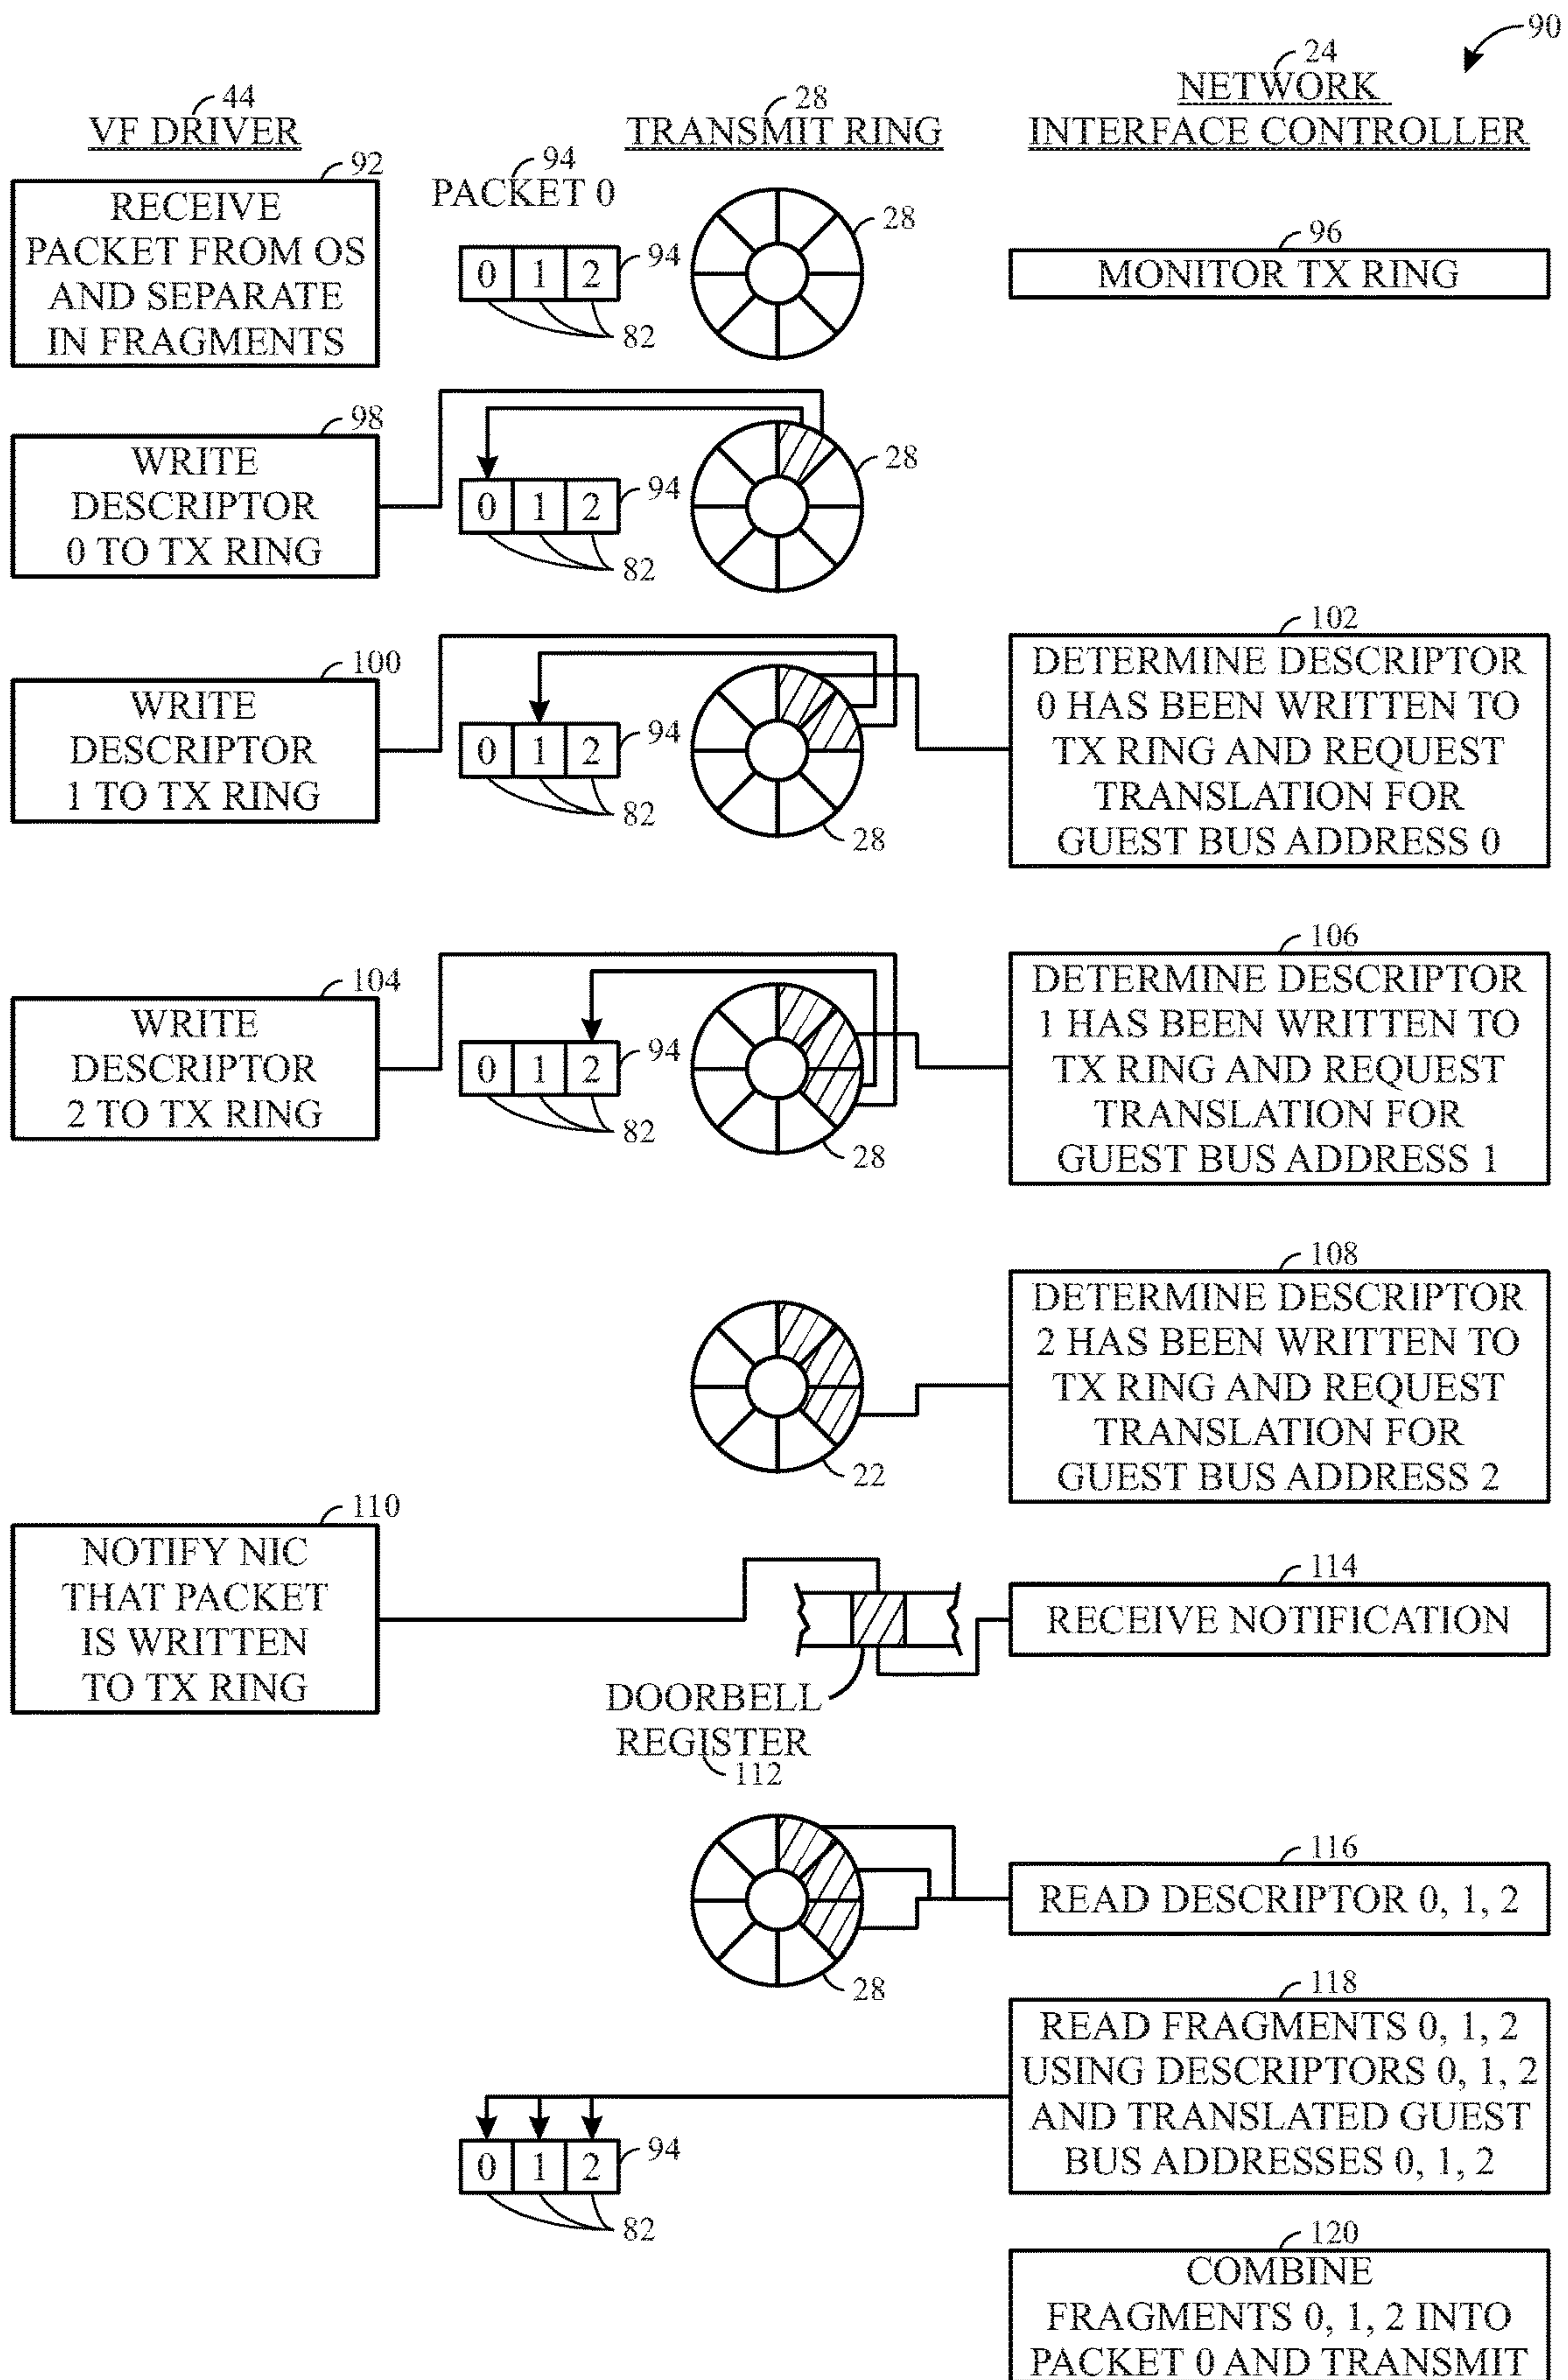 90
44
VF DRIVER
28
TRANSMIT RING
24
NETWORK
INTERFACE CONTROLLER
92
RECEIVE
PACKET FROM OS
AND SEPARATE
IN FRAGMENTS
94
PACKET 0
0 1 2
94
82
28
96
MONITOR TX RING
98
WRITE
DESCRIPTOR
0 TO TX RING
0 1 2
94
82
28
100
WRITE
DESCRIPTOR
1 TO TX RING
0 1 2
94
82
28
102
DETERMINE DESCRIPTOR
0 HAS BEEN WRITTEN TO
TX RING AND REQUEST
TRANSLATION FOR
GUEST BUS ADDRESS 0
104
WRITE
DESCRIPTOR
2 TO TX RING
0 1 2
94
82
28
106
DETERMINE DESCRIPTOR
1 HAS BEEN WRITTEN TO
TX RING AND REQUEST
TRANSLATION FOR
GUEST BUS ADDRESS 1
22
108
DETERMINE DESCRIPTOR
2 HAS BEEN WRITTEN TO
TX RING AND REQUEST
TRANSLATION FOR
GUEST BUS ADDRESS 2
110
NOTIFY NIC
THAT PACKET
IS WRITTEN
TO TX RING
DOORBELL
REGISTER
112
114
RECEIVE NOTIFICATION
28
116
READ DESCRIPTOR 0, 1, 2
0 1 2
94
82
118
READ FRAGMENTS 0, 1, 2
USING DESCRIPTORS 0, 1, 2
AND TRANSLATED GUEST
BUS ADDRESSES 0, 1, 2
120
COMBINE
FRAGMENTS 0, 1, 2 INTO
PACKET 0 AND TRANSMIT